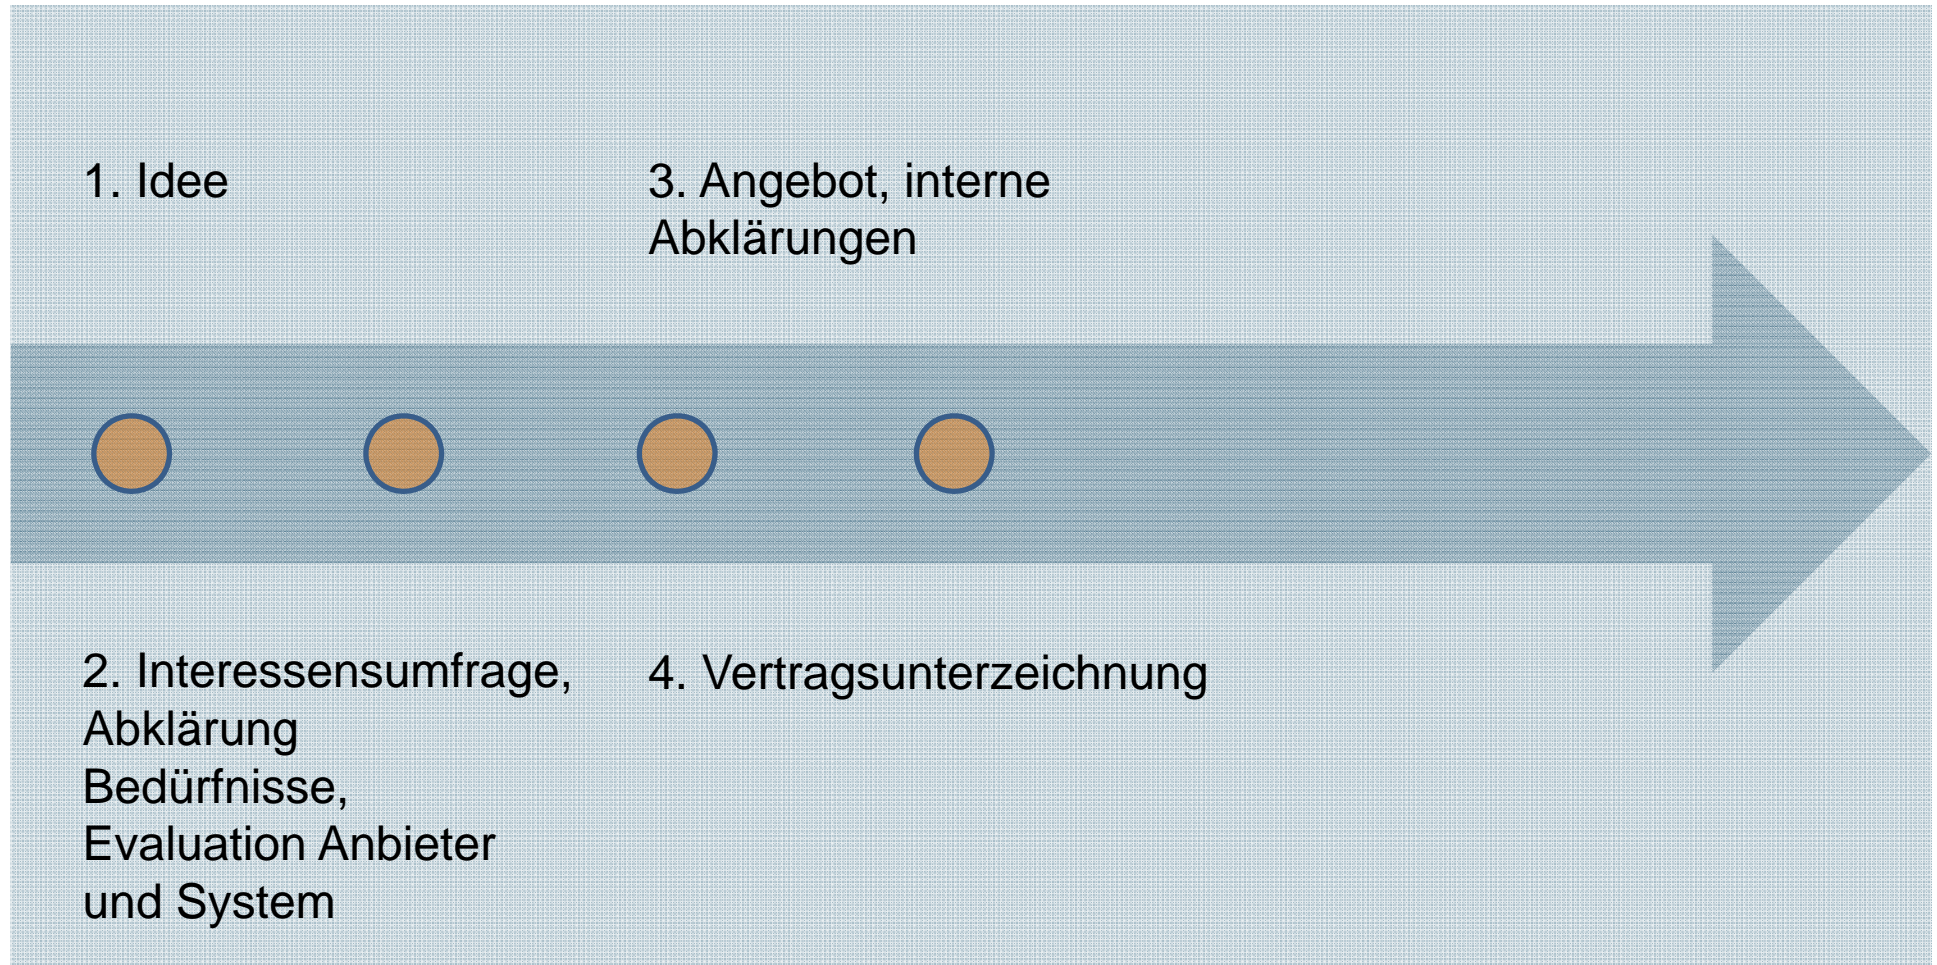 1. Idee
2. Interessensumfrage,
Abklärung
Bedürfnisse,
Evaluation Anbieter
und System
3. Angebot, interne
Abklärungen
4. Vertragsunterzeichnung